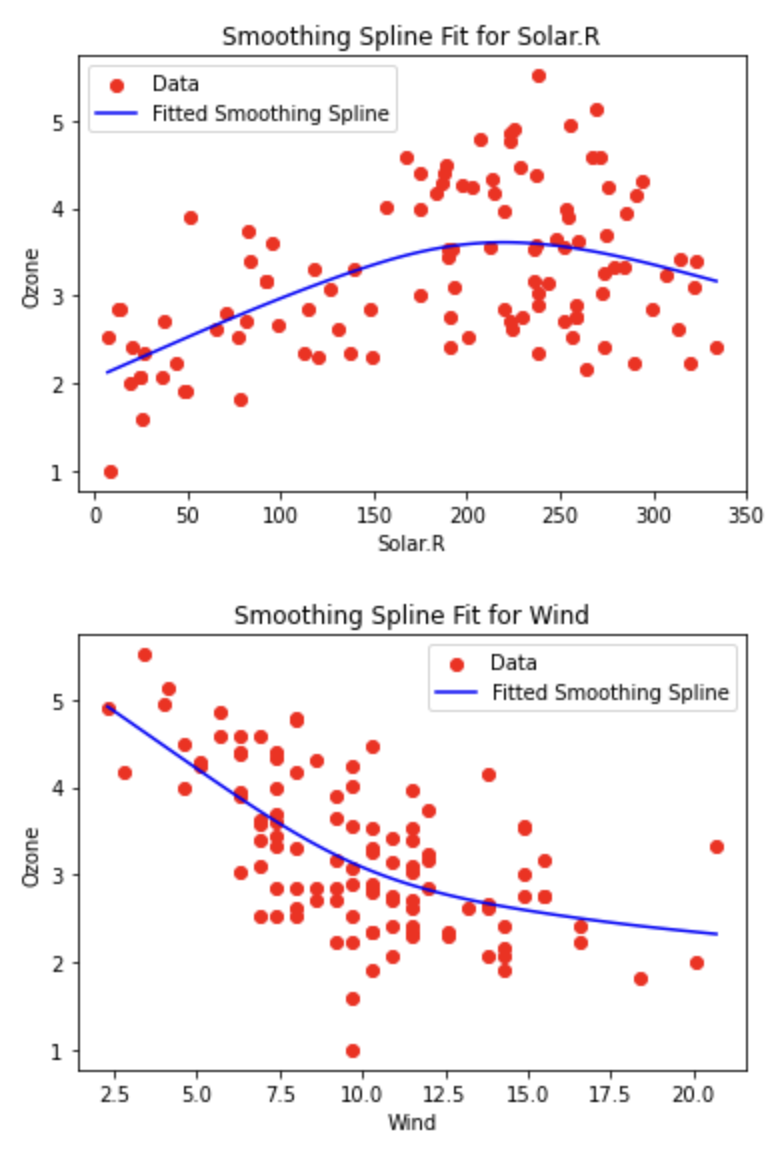 Smoothing Spline Fit for Solar.R
Data
Fitted Smoothing Spline
5
4
3
2
1
Ozone
0 50 100 150 200 250 300 350
Solar.R
Smoothing Spline Fit for Wind
Data
Fitted Smoothing Spline
5
4
3
2
1
Ozone
2.5 5.0 7.5 10.0 12.5 15.0 17.5 20.0
Wind